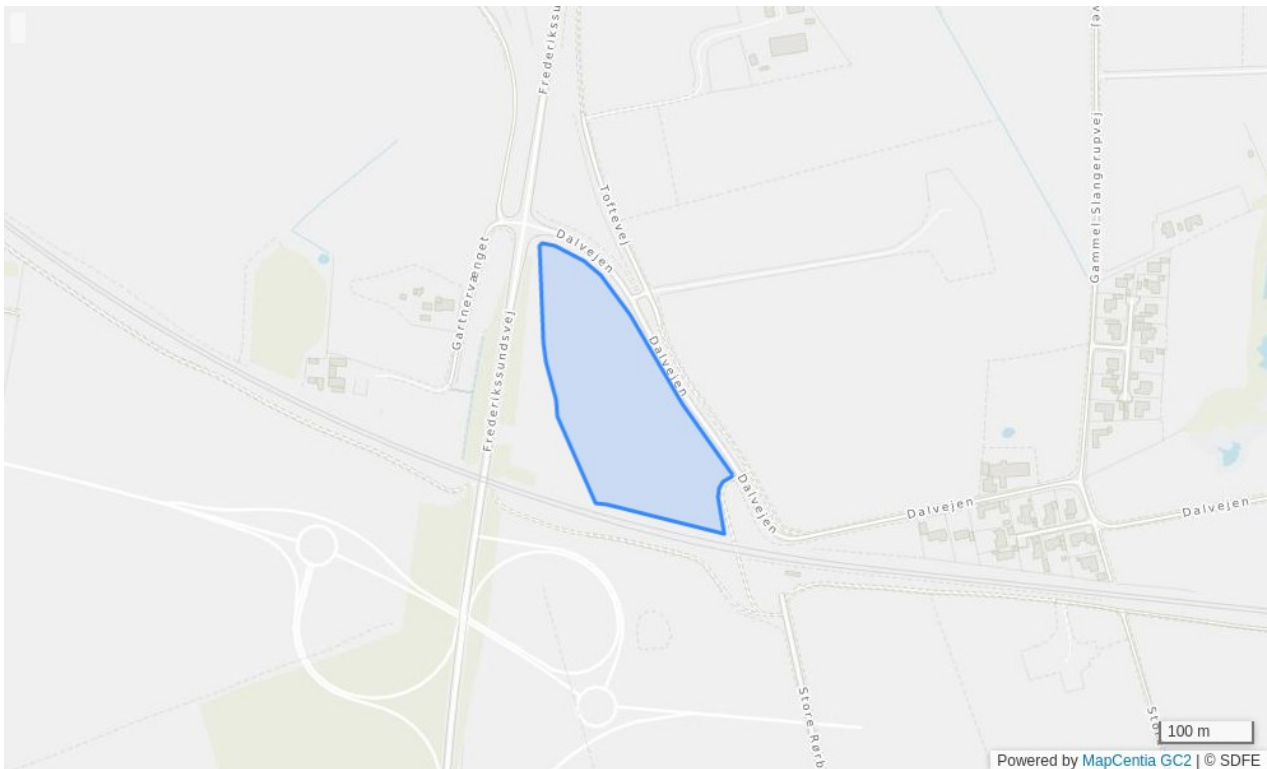 Frederikssu
Toftevej
Gammel Slangerupvej
Dalvejen
Gartnervænget
Frederikssundsvej
Dalvejen
Dalvejen
Dalvejen
Dalvejen
Store Rørb
100 m
Powered by MapCentia GC2 | © SDFE